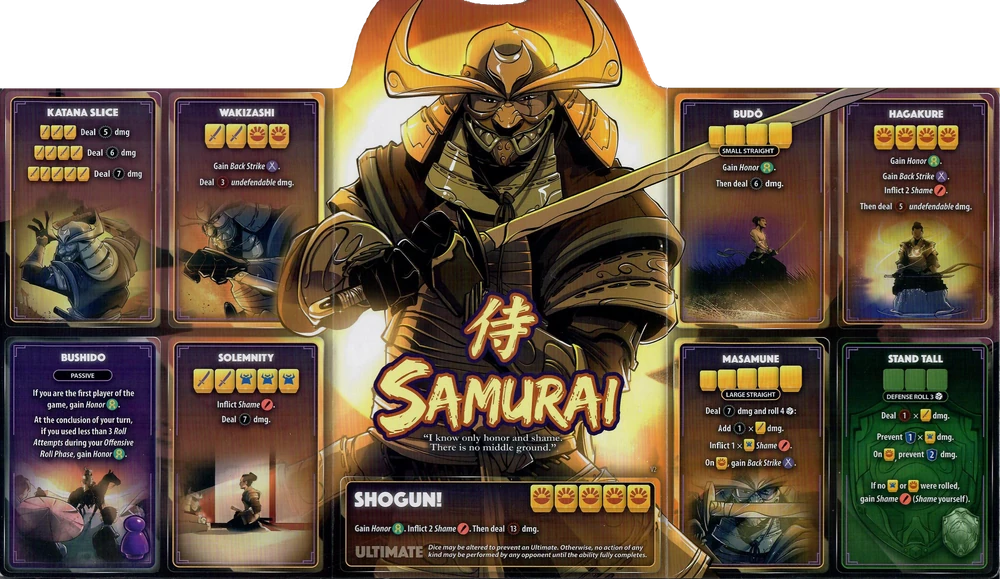 KATANA SLICE
Deal 5 dmg
Deal 6 dmg
Deal 7 dmg
WAKIZASHI
Gain Back Strike
Deal 3 undefendable dmg.
BUSHIDO
PASSIVE
If you are the first player of the
game, gain Honor
At the conclusion of your turn,
if you used less than 3 Roll
Attempts during your Offensive
Roll Phase, gain Honor
SOLEMNITY
Inflict Shame
Deal 7 dmg.
侍
SAMURAI
“I know only honor and shame.
There is no middle ground.”
SHOGUN!
Gain Honor . Inflict 2 Shame . Then deal 13 dmg.
ULTIMATE
Dice may be altered to prevent an Ultimate. Otherwise, no action of any
kind may be performed by any opponent until the ability fully completes.
BUDŌ
SMALL STRAIGHT
Gain Honor .
Then deal 6 dmg.
HAGAKURE
Gain Honor .
Gain Back Strike .
Inflict 2 Shame .
Then deal 5 undefendable dmg.
MASAMUNE
LARGE STRAIGHT
Deal 7 dmg and roll 4 :
Add 1 × dmg.
Inflict 1 × Shame .
On , gain Back Strike .
STAND TALL
DEFENSE ROLL 3
Deal 1 × dmg.
Prevent 1 × dmg.
On prevent 2 dmg.
If no or were rolled,
gain Shame (Shame yourself).